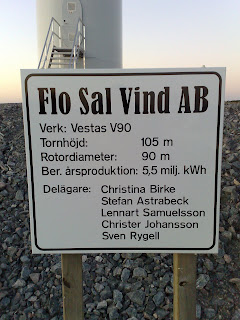 Flo Sal Vind AB
Verk: Vestas V90
Tornhöjd: 105 m
Rotordiameter: 90 m
Ber. årsproduktion: 5,5 milj. kWh
Delägare: Christina Birke
Stefan Astrabeck
Lennart Samuelsson
Christer Johansson
Sven Rygell